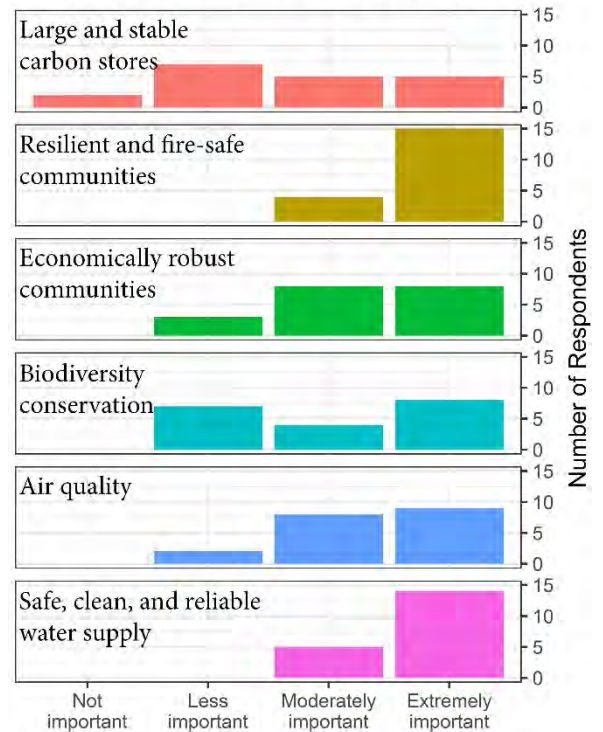 Large and stable
carbon stores
15
10
5
0
Resilient and fire-safe
communities
15
10
5
0
Economically robust
communities
15
10
5
0
Biodiversity
conservation
15
10
5
0
Air quality
15
10
5
0
Safe, clean, and reliable
water supply
15
10
5
0
Number of Respondents
Not
important
Less
important
Moderately
important
Extremely
important